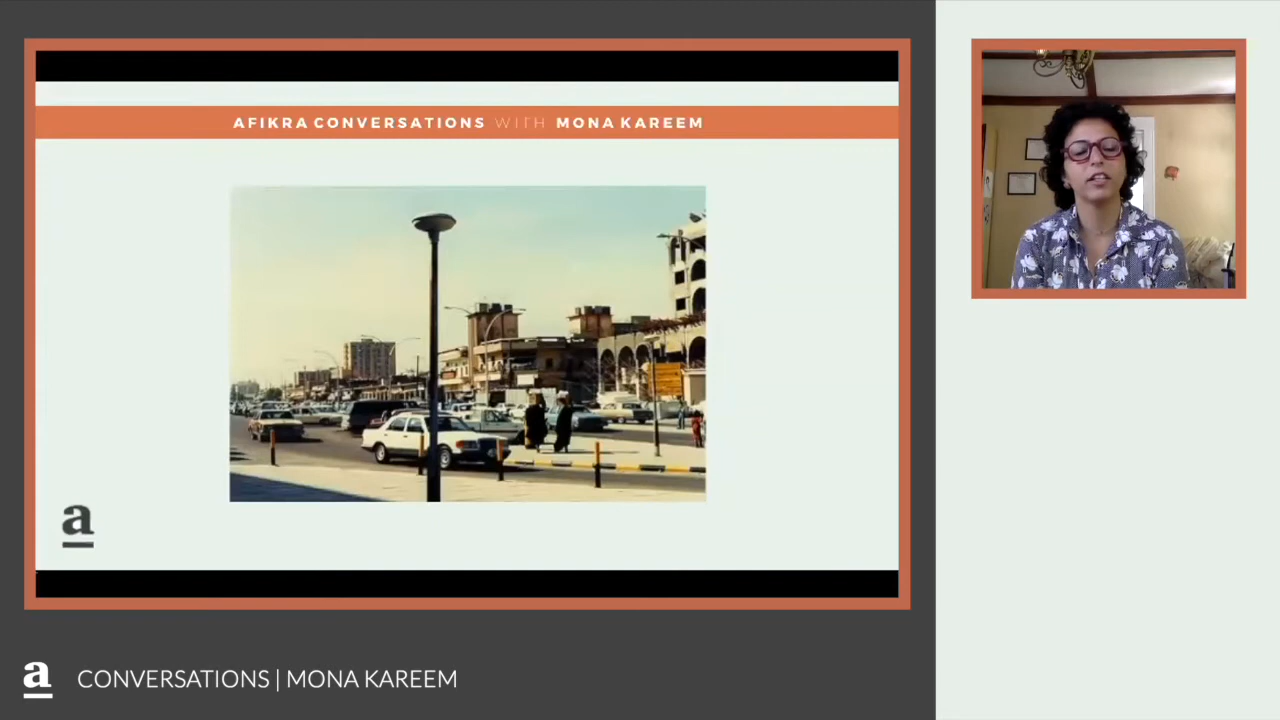 AFIKRA CONVERSATIONS WITH MONA KAREEM
a
a CONVERSATIONS | MONA KAREEM